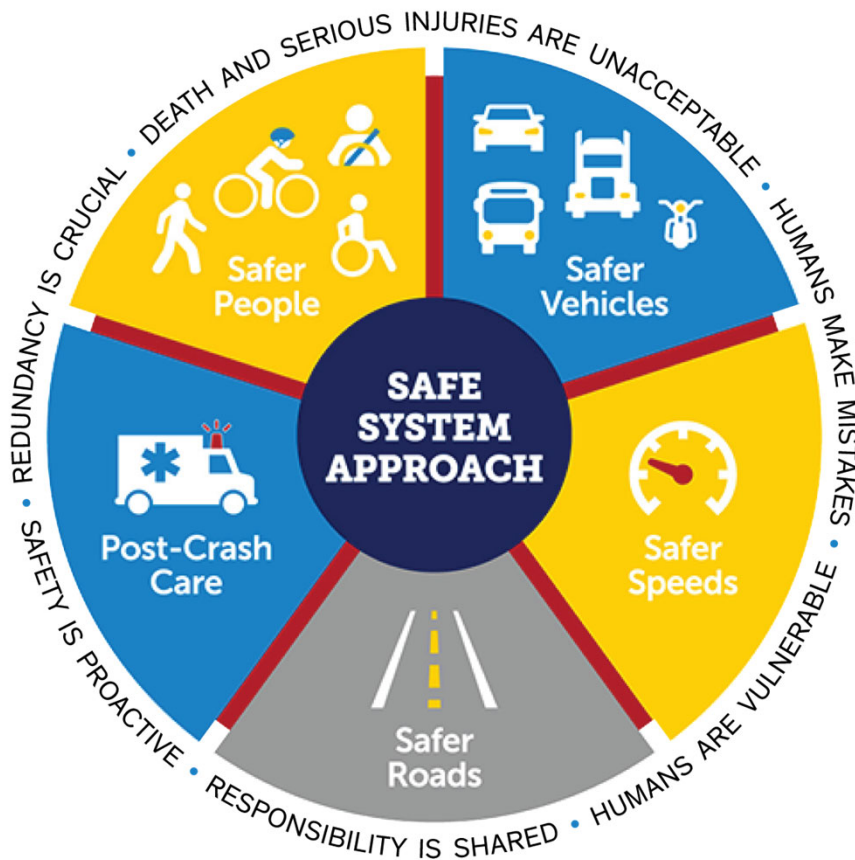 DEATH AND SERIOUS INJURIES ARE UNACCEPTABLE •
HUMANS MAKE MISTAKES •
HUMANS ARE VULNERABLE •
RESPONSIBILITY IS SHARED •
SAFETY IS PROACTIVE •
REDUNDANCY IS CRUCIAL •
Safer
People
Safer
Vehicles
SAFE
SYSTEM
APPROACH
Post-Crash
Care
Safer
Speeds
Safer
Roads